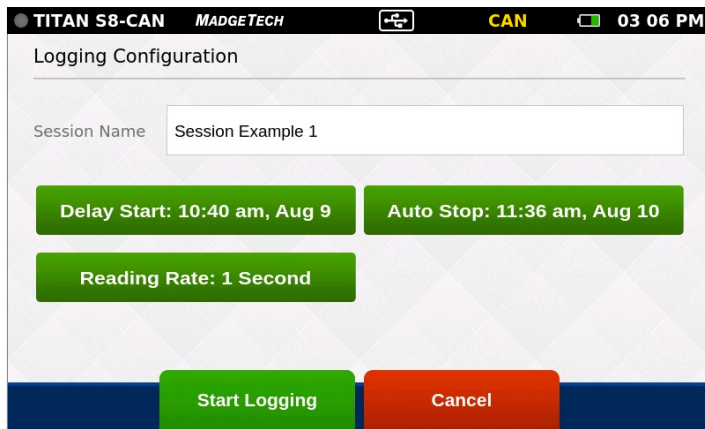 TITAN S8-CAN MADGETECH CAN 03 06 PM
Logging Configuration
Session Name Session Example 1
Delay Start: 10:40 am, Aug 9 Auto Stop: 11:36 am, Aug 10
Reading Rate: 1 Second
Start Logging Cancel